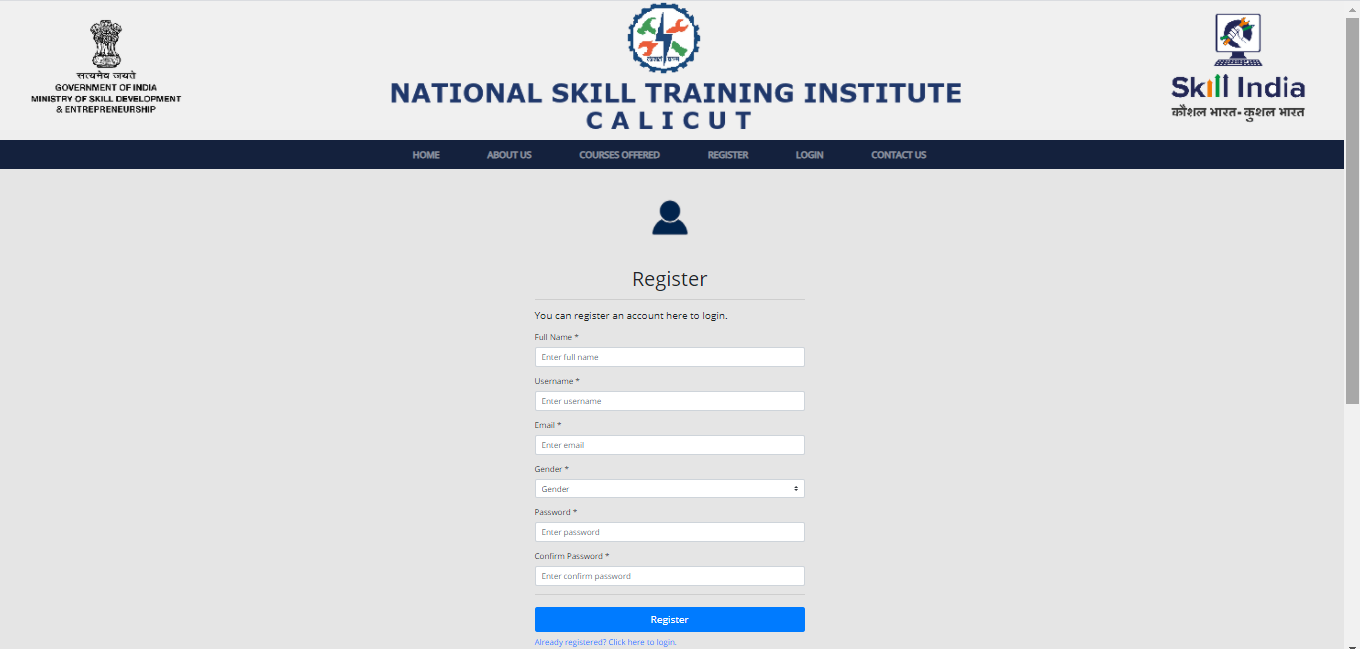 सत्यमेव जयते
GOVERNMENT OF INDIA
MINISTRY OF SKILL DEVELOPMENT
& ENTREPRENEURSHIP
NATIONAL SKILL TRAINING INSTITUTE
CALICUT
Skill India
कौशल भारत-कुशल भारत
HOME ABOUT US COURSES OFFERED REGISTER LOGIN CONTACT US
Register
You can register an account here to login.
Full Name *
Enter full name
Username *
Enter username
Email *
Enter email
Gender *
Gender
Password *
Enter password
Confirm Password *
Enter confirm password
Register
Already registered? Click here to login.